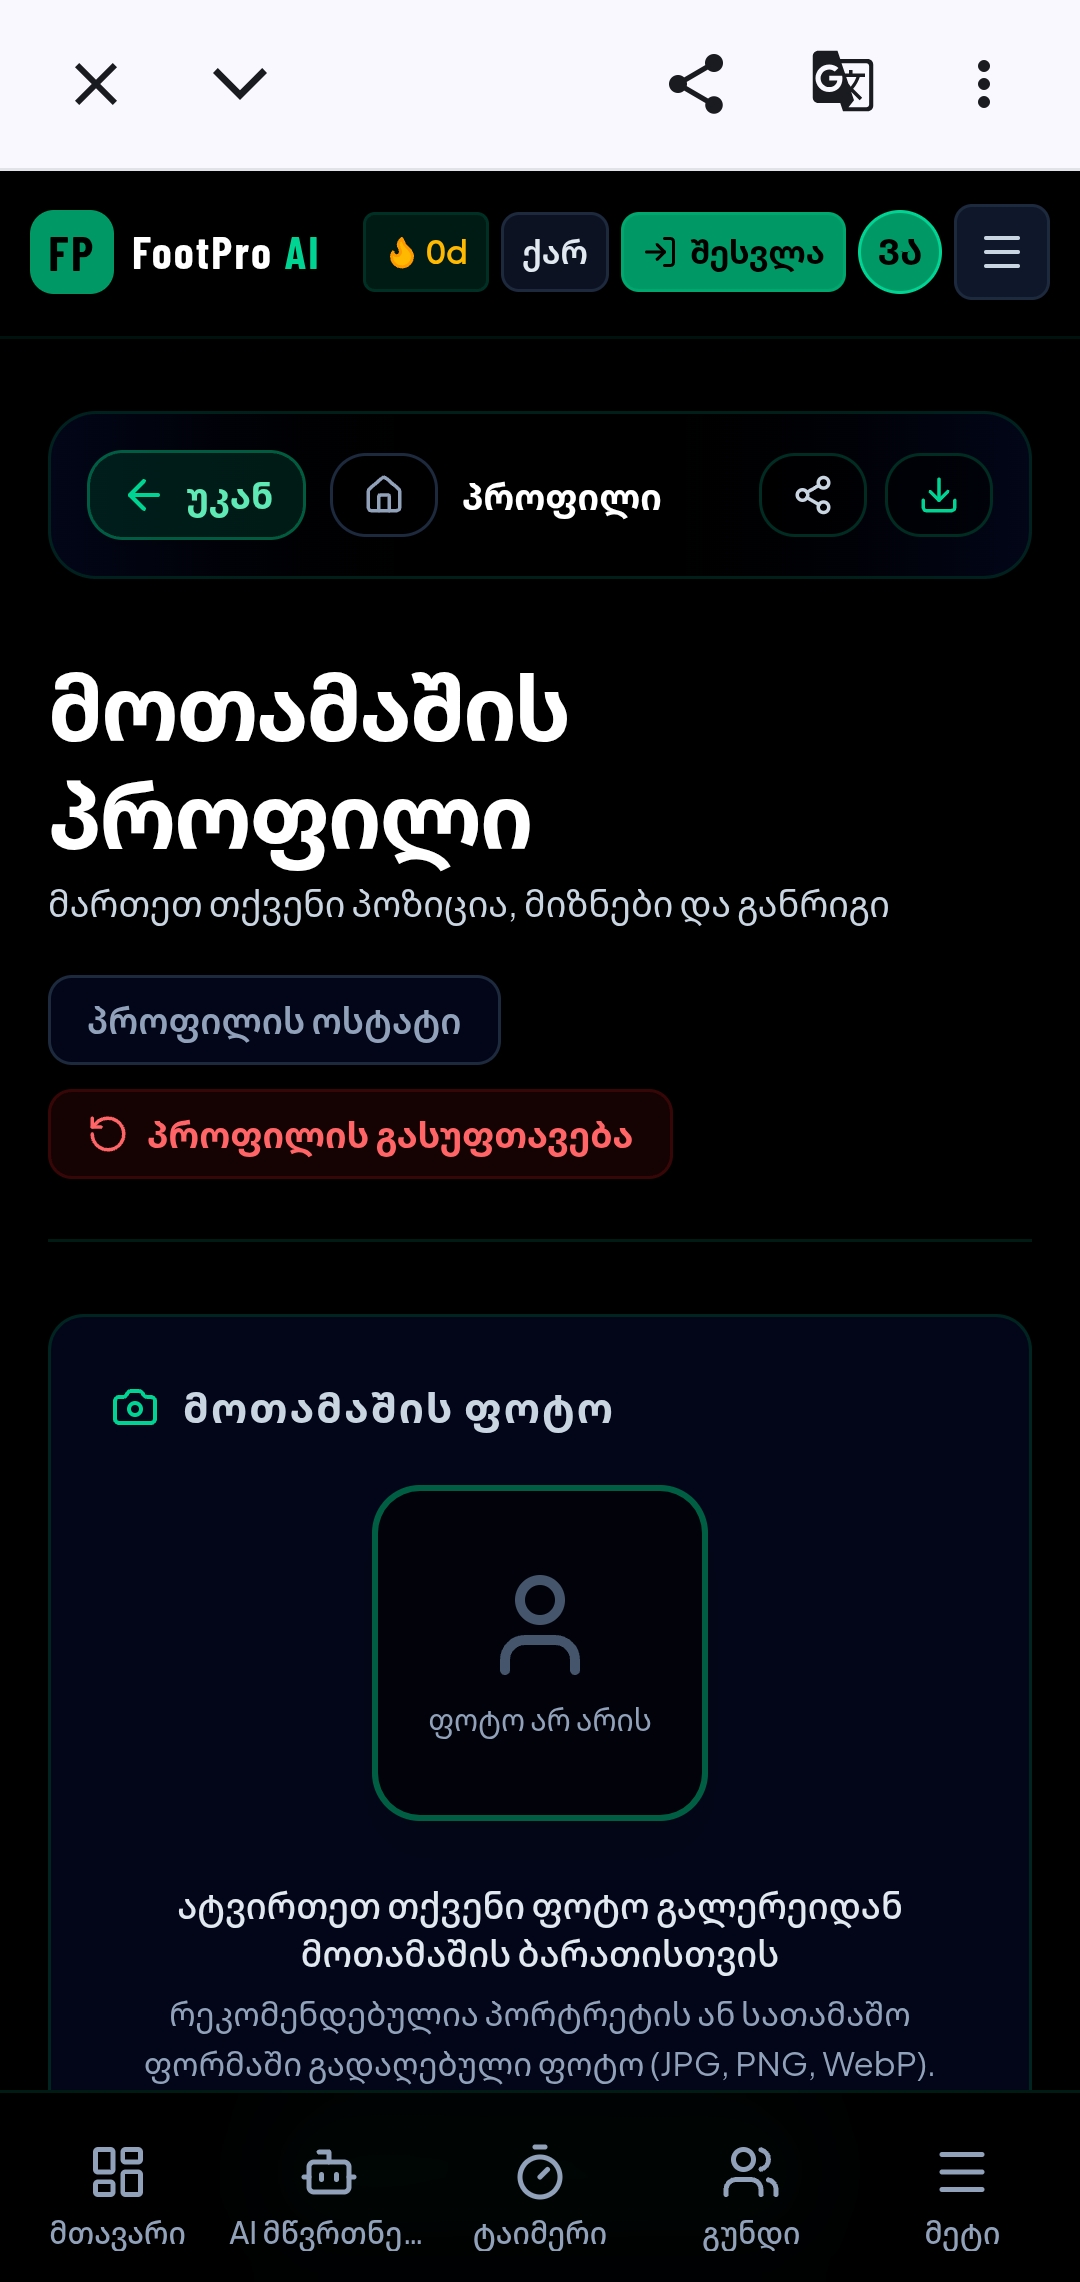 FP FootPro AI 0d ქარ შესვლა ვა
უკან პროფილი
მოთამაშის
პროფილი
მართეთ თქვენი პოზიცია, მიზნები და განრიგი
პროფილის ოსტატი
პროფილის გასუფთავება
მოთამაშის ფოტო
ფოტო არ არის
ატვირთეთ თქვენი ფოტო გალერეიდან
მოთამაშის ბარათისთვის
რეკომენდებულია პორტრეტის ან სათამაშო
ფორმაში გადაღებული ფოტო (JPG, PNG, WebP).
მთავარი AI მწვრთნე... ტაიმერი გუნდი მეტი